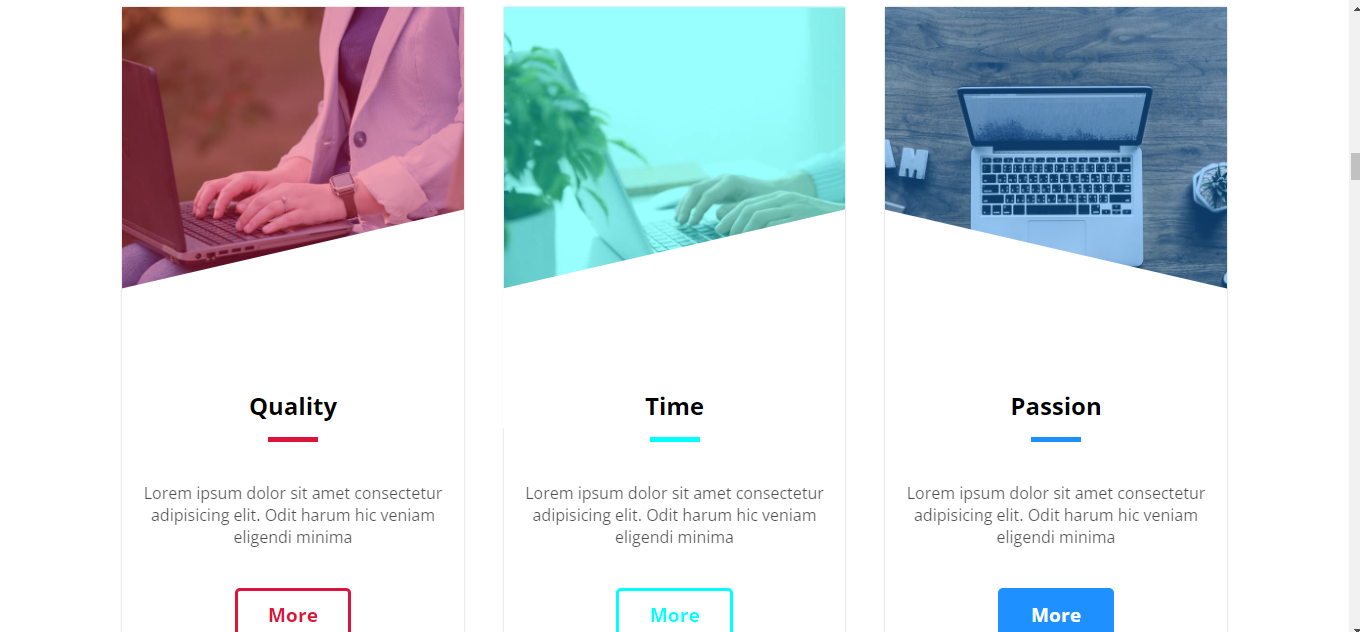 Quality
Lorem ipsum dolor sit amet consectetur
adipisicing elit. Odit harum hic veniam
eligendi minima
More
Time
Lorem ipsum dolor sit amet consectetur
adipisicing elit. Odit harum hic veniam
eligendi minima
More
M
Passion
Lorem ipsum dolor sit amet consectetur
adipisicing elit. Odit harum hic veniam
eligendi minima
More